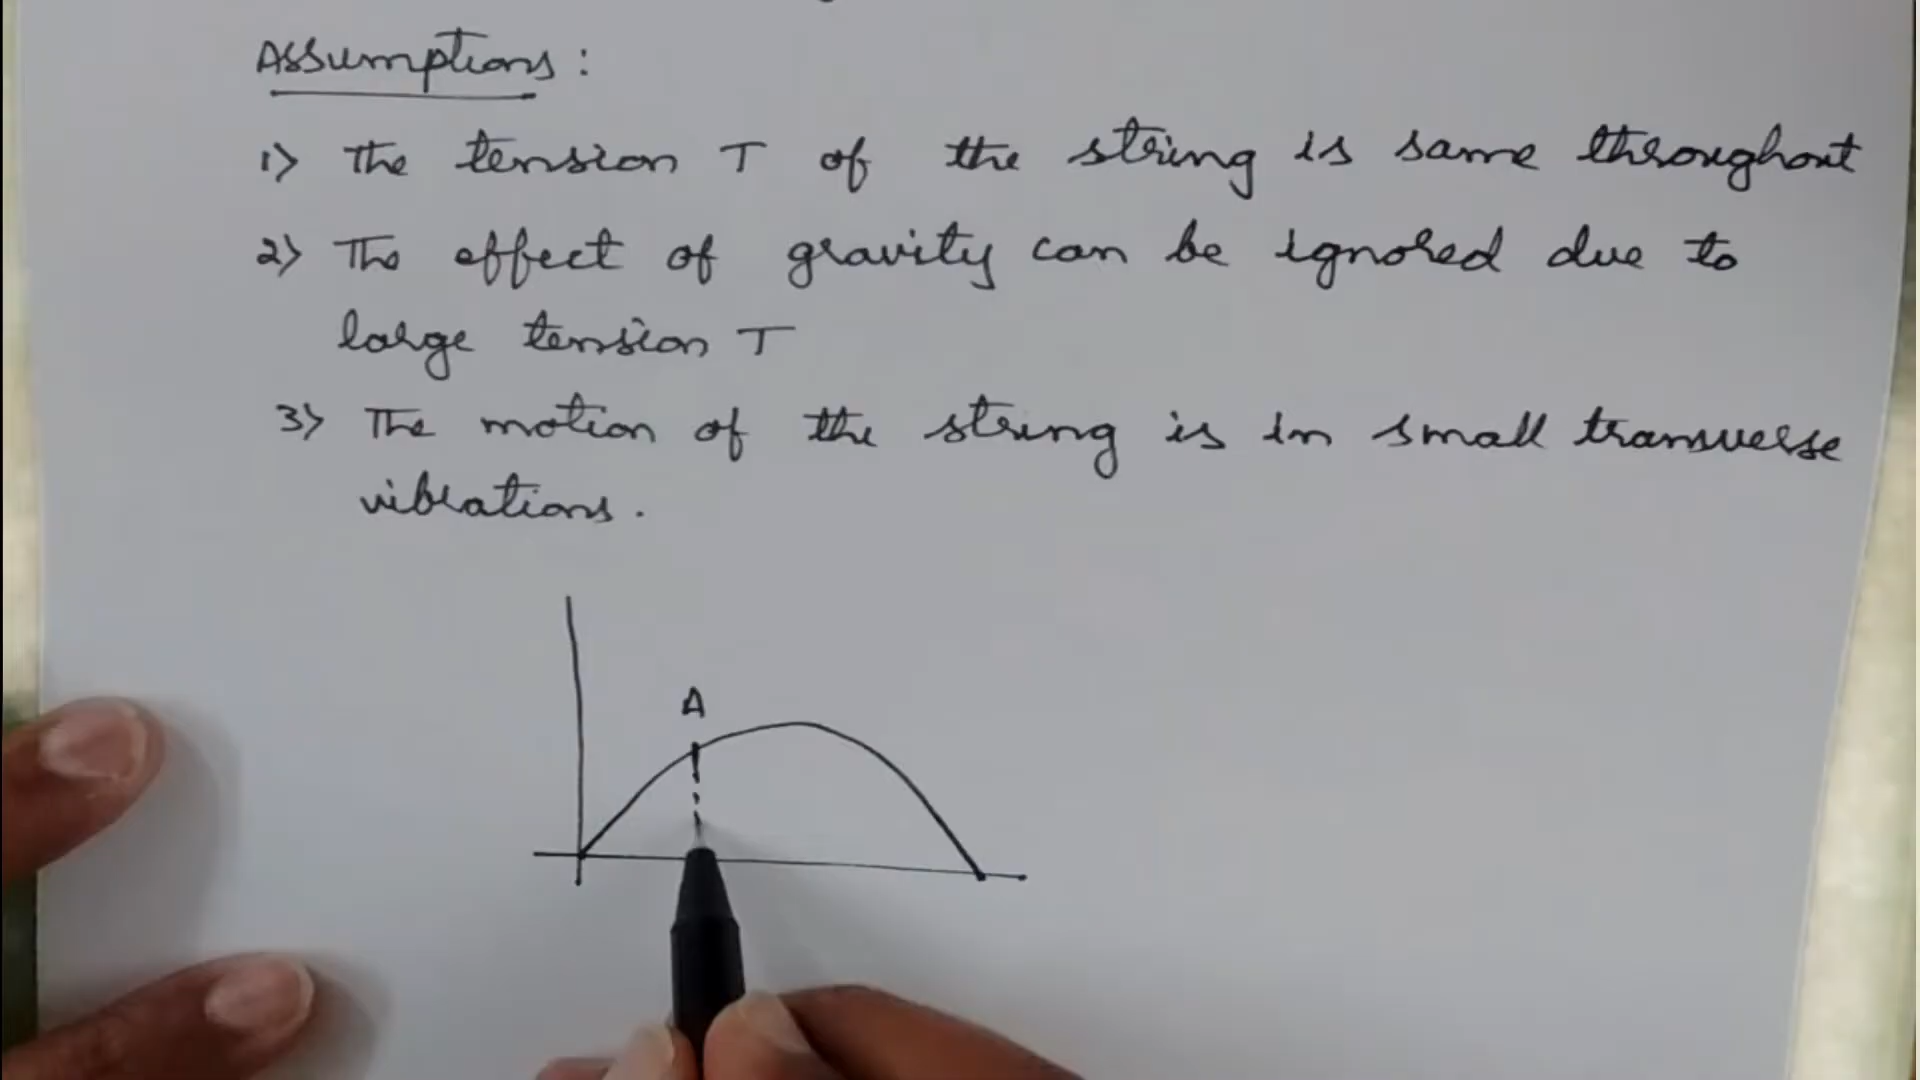 Assumptions :
1) The tension T of the string is same throughout
2) The effect of gravity can be ignored due to
large tension T
3) The motion of the string is in small transverse
vibrations.
A